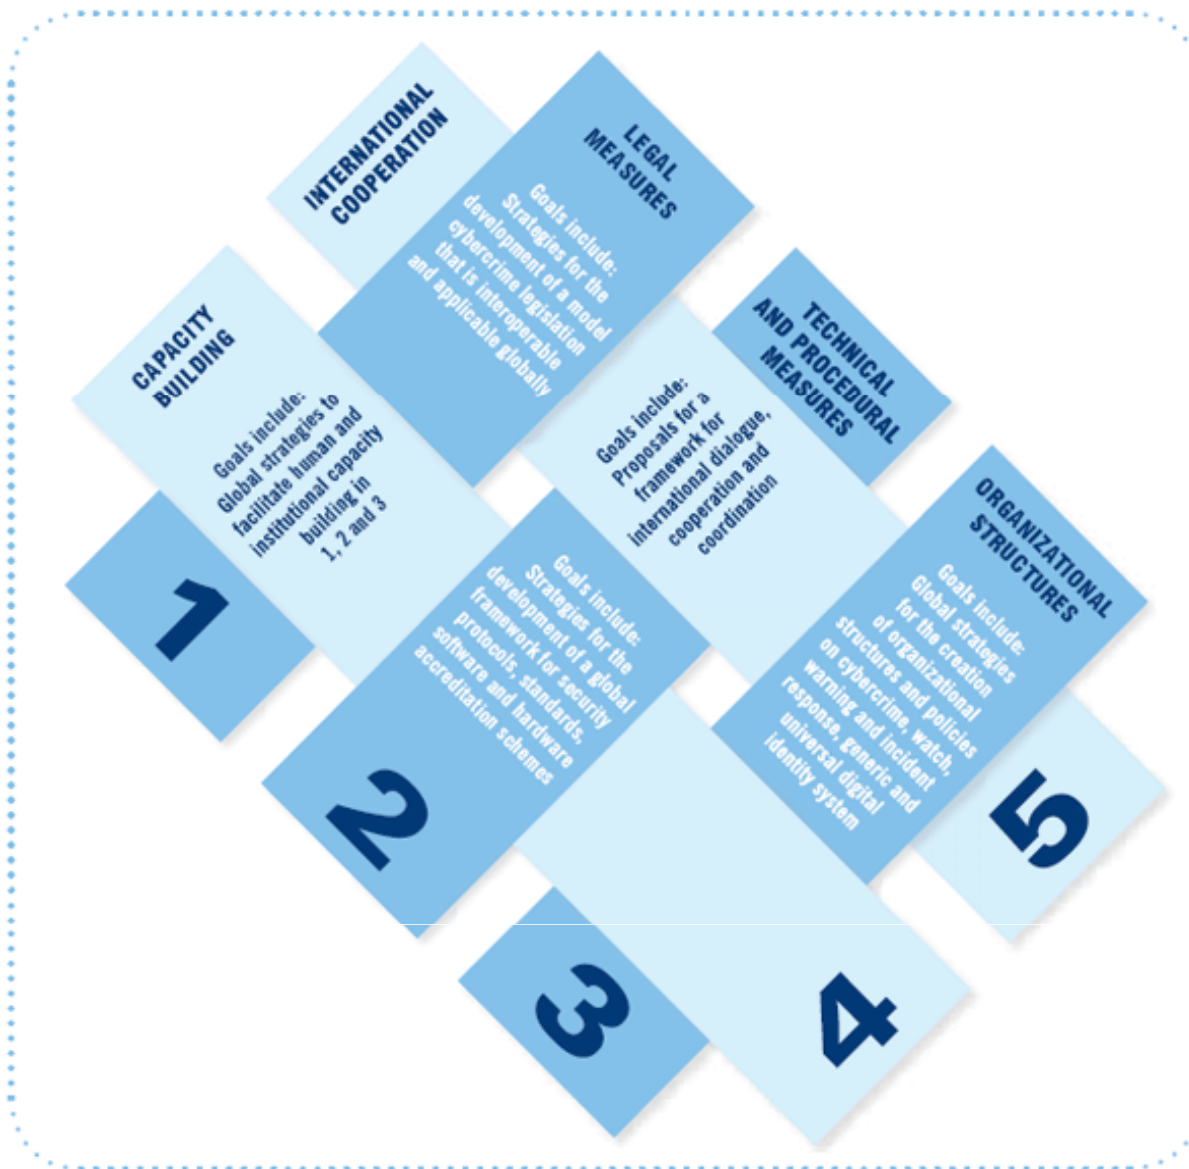 INTERNATIONAL
COOPERATION
LEGAL
MEASURES
Goals include:
Strategies for the
development of a model
cybercrime legislation
that is interoperable
and applicable globally
CAPACITY
BUILDING
Goals include:
Global strategies to
facilitate human and
institutional capacity
building in
1, 2 and 3
TECHNICAL
AND PROCEDURAL
MEASURES
Goals include:
Proposals for a
framework for
international dialogue,
cooperation and
coordination
ORGANIZATIONAL
STRUCTURES
Goals include:
Global strategies
for the creation
of organizational
structures and policies
on cybercrime, watch,
warning and incident
response, generic and
universal digital
identity system
1
Goals include:
Strategies for the
development of a global
framework for security
protocols, standards,
software and hardware
accreditation schemes
2
3
4
5